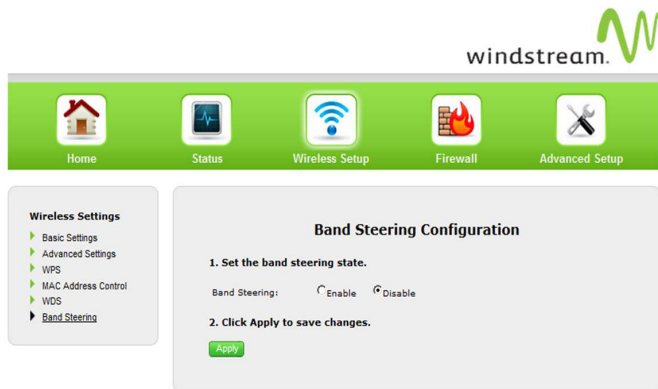 windstream.
Home Status Wireless Setup Firewall Advanced Setup
Wireless Settings
Basic Settings
Advanced Settings
WPS
MAC Address Control
WDS
Band Steering
Band Steering Configuration
1. Set the band steering state.
Band Steering: Enable Disable
2. Click Apply to save changes.
Apply